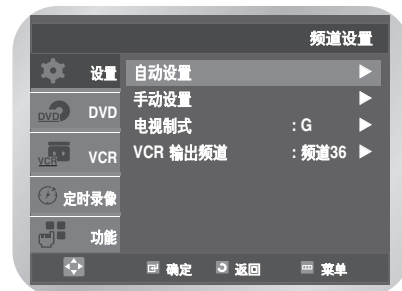 频道设置
设置 自动设置 ▶
手动设置 ▶
DVD DVD 电视制式 : G ▶
VCR VCR VCR 输出频道 : 频道36 ▶
定时录像
功能
确定 返回 菜单